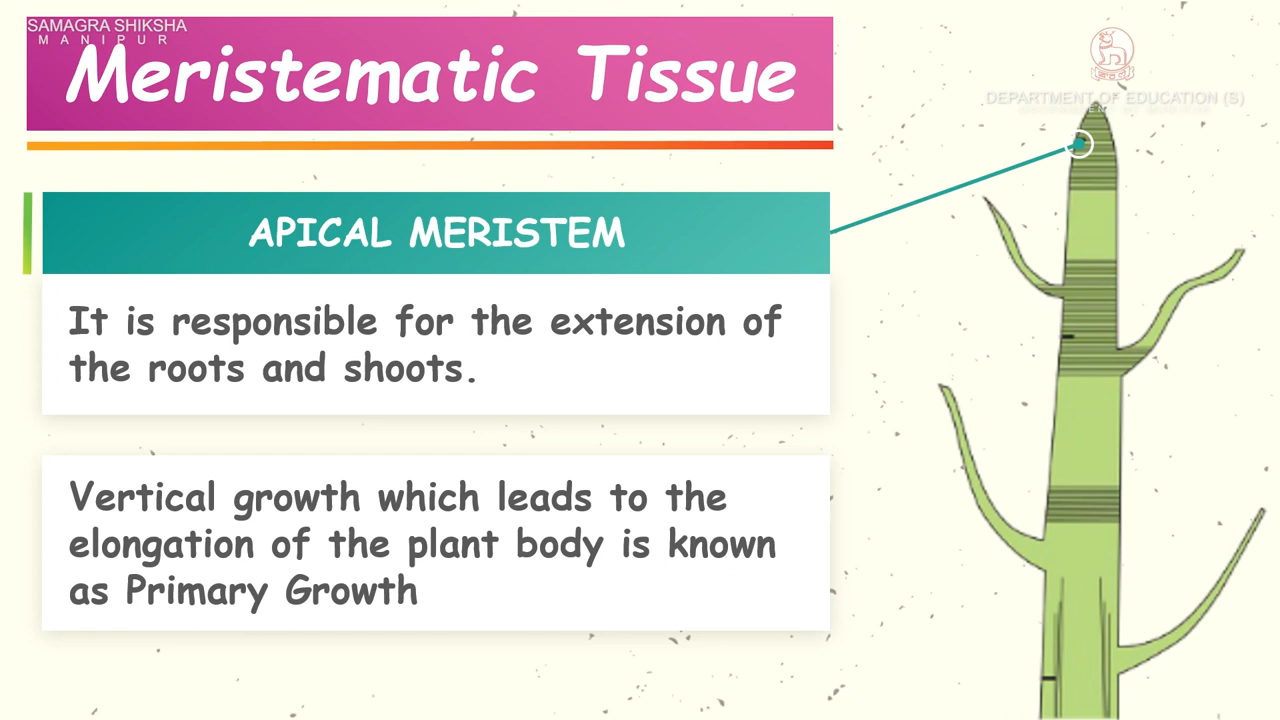 SAMAGRA SHIKSHA
MANIPUR
Meristematic Tissue
DEPARTMENT OF EDUCATION (S)
APICAL MERISTEM
It is responsible for the extension of
the roots and shoots.
Vertical growth which leads to the
elongation of the plant body is known
as Primary Growth